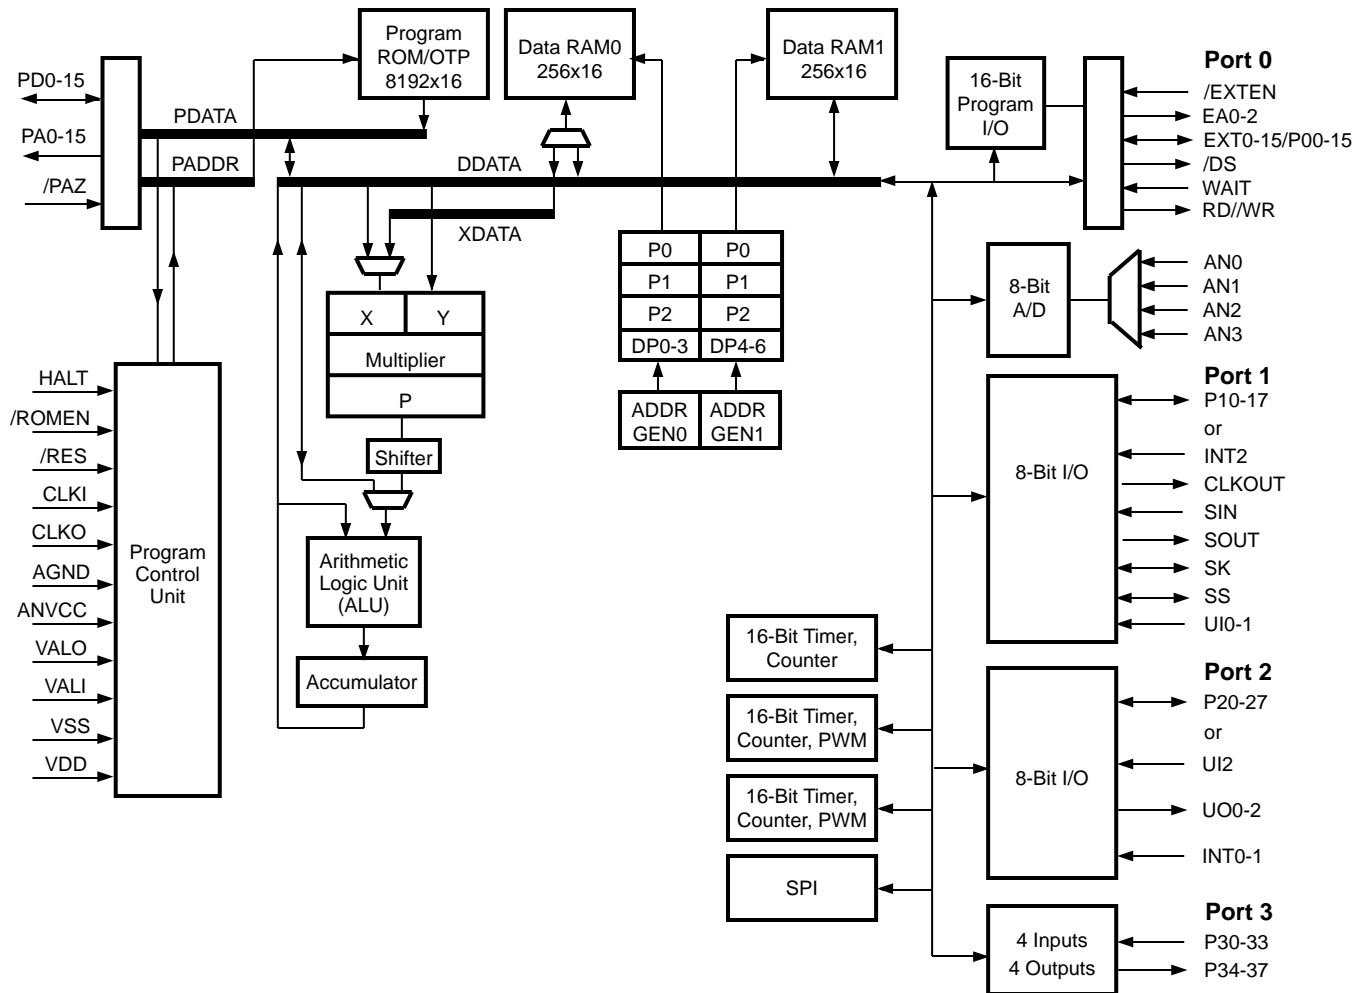 PD0-15
PA0-15
/PAZ
PDATA
PADDR
Program
ROM/OTP
8192x16
Data RAM0
256x16
Data RAM1
256x16
DDATA
XDATA
16-Bit
Program
I/O
Port 0
/EXTEN
EA0-2
EXT0-15/P00-15
/DS
WAIT
RD//WR
P0
P0
P1
P1
P2
P2
DP0-3
DP4-6
ADDR
GEN0
ADDR
GEN1
X
Y
Multiplier
P
Shifter
Arithmetic
Logic Unit
(ALU)
Accumulator
HALT
/ROMEN
/RES
CLKI
CLKO
AGND
ANVCC
VALO
VALI
VSS
VDD
Program
Control
Unit
8-Bit
A/D
AN0
AN1
AN2
AN3
Port 1
8-Bit I/O
P10-17
or
INT2
CLKOUT
SIN
SOUT
SK
SS
UI0-1
16-Bit Timer,
Counter
16-Bit Timer,
Counter, PWM
16-Bit Timer,
Counter, PWM
SPI
Port 2
8-Bit I/O
P20-27
or
UI2
UO0-2
INT0-1
Port 3
4 Inputs
4 Outputs
P30-33
P34-37